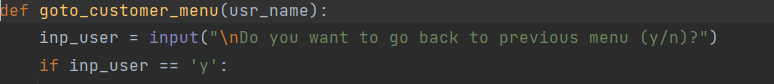 def goto_customer_menu(usr_name):
    inp_user = input("\nDo you want to go back to previous menu (y/n)?")
    if inp_user == 'y':